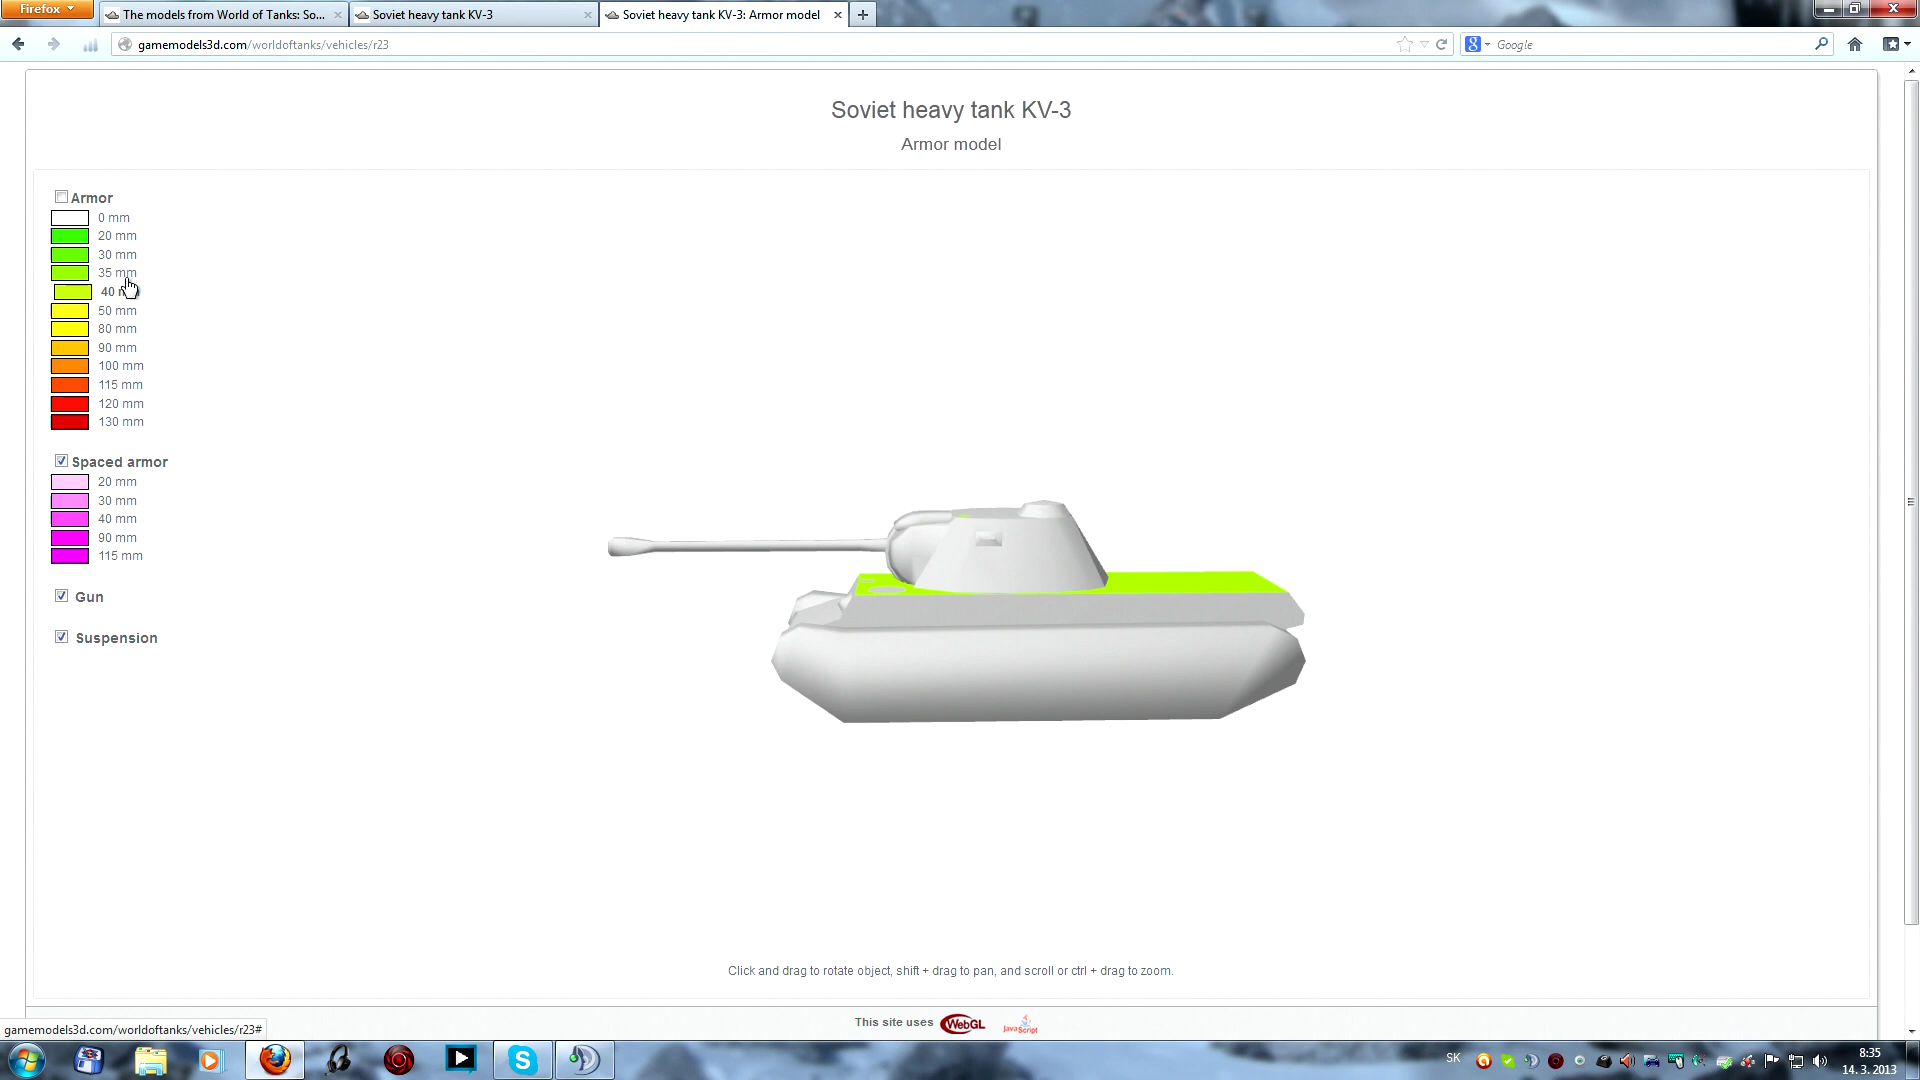 Firefox
The models from World of Tanks: So...
Soviet heavy tank KV-3
Soviet heavy tank KV-3: Armor model
gamemodels3d.com/worldoftanks/vehicles/r23
Google
Soviet heavy tank KV-3
Armor model
Armor
0 mm
20 mm
30 mm
35 mm
40
50 mm
80 mm
90 mm
100 mm
115 mm
120 mm
130 mm
Spaced armor
20 mm
30 mm
40 mm
90 mm
115 mm
Gun
Suspension
Click and drag to rotate object, shift + drag to pan, and scroll or ctrl + drag to zoom.
This site uses WebGL JavaScript
gamemodels3d.com/worldoftanks/vehicles/r23#
SK
8:35
14. 3. 2013